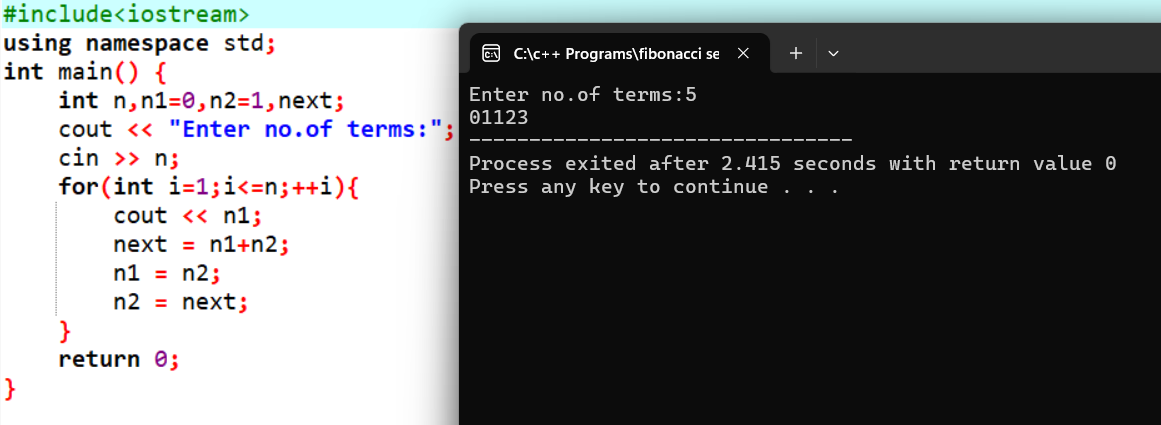 #include<iostream>
using namespace std;
int main() {
    int n,n1=0,n2=1,next;
    cout << "Enter no.of terms:";
    cin >> n;
    for(int i=1;i<=n;++i){
        cout << n1;
        next = n1+n2;
        n1 = n2;
        n2 = next;
    }
    return 0;
}
C:\c++ Programs\fibonacci se
Enter no.of terms:5
01123
--------------------------------
Process exited after 2.415 seconds with return value 0
Press any key to continue . . .